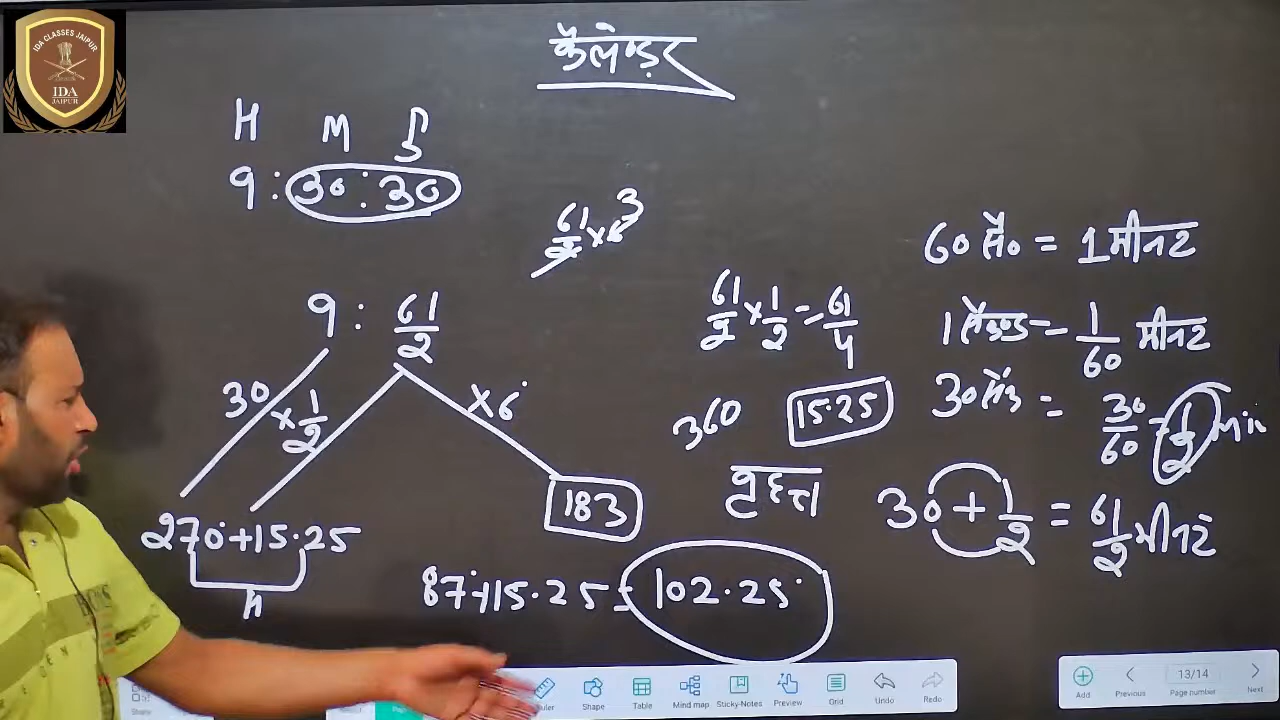 IDA CLASSES JAIPUR
IDA
JAIPUR
कैलेण्डर
H M S
9 : 30 : 30
61/2 × 6 3
9 : 61/2
30
× 1/2
× 6°
270° + 15.25
h
183
87° + 15.25 = 102.25°
61/2 × 1/2 = 61/4
360
15.25
वृहत्त
60 सै० = 1 मीनट
1 सैकण्ड = 1/60 मीनट
30 सैं = 30/60 = 1/2 Min
30 + 1/2 = 61/2 मीनट
Shape
Table
Mind map
Sticky-Notes
Preview
Grid
Undo
Redo
Add
Previous
13/14
Page number
Next